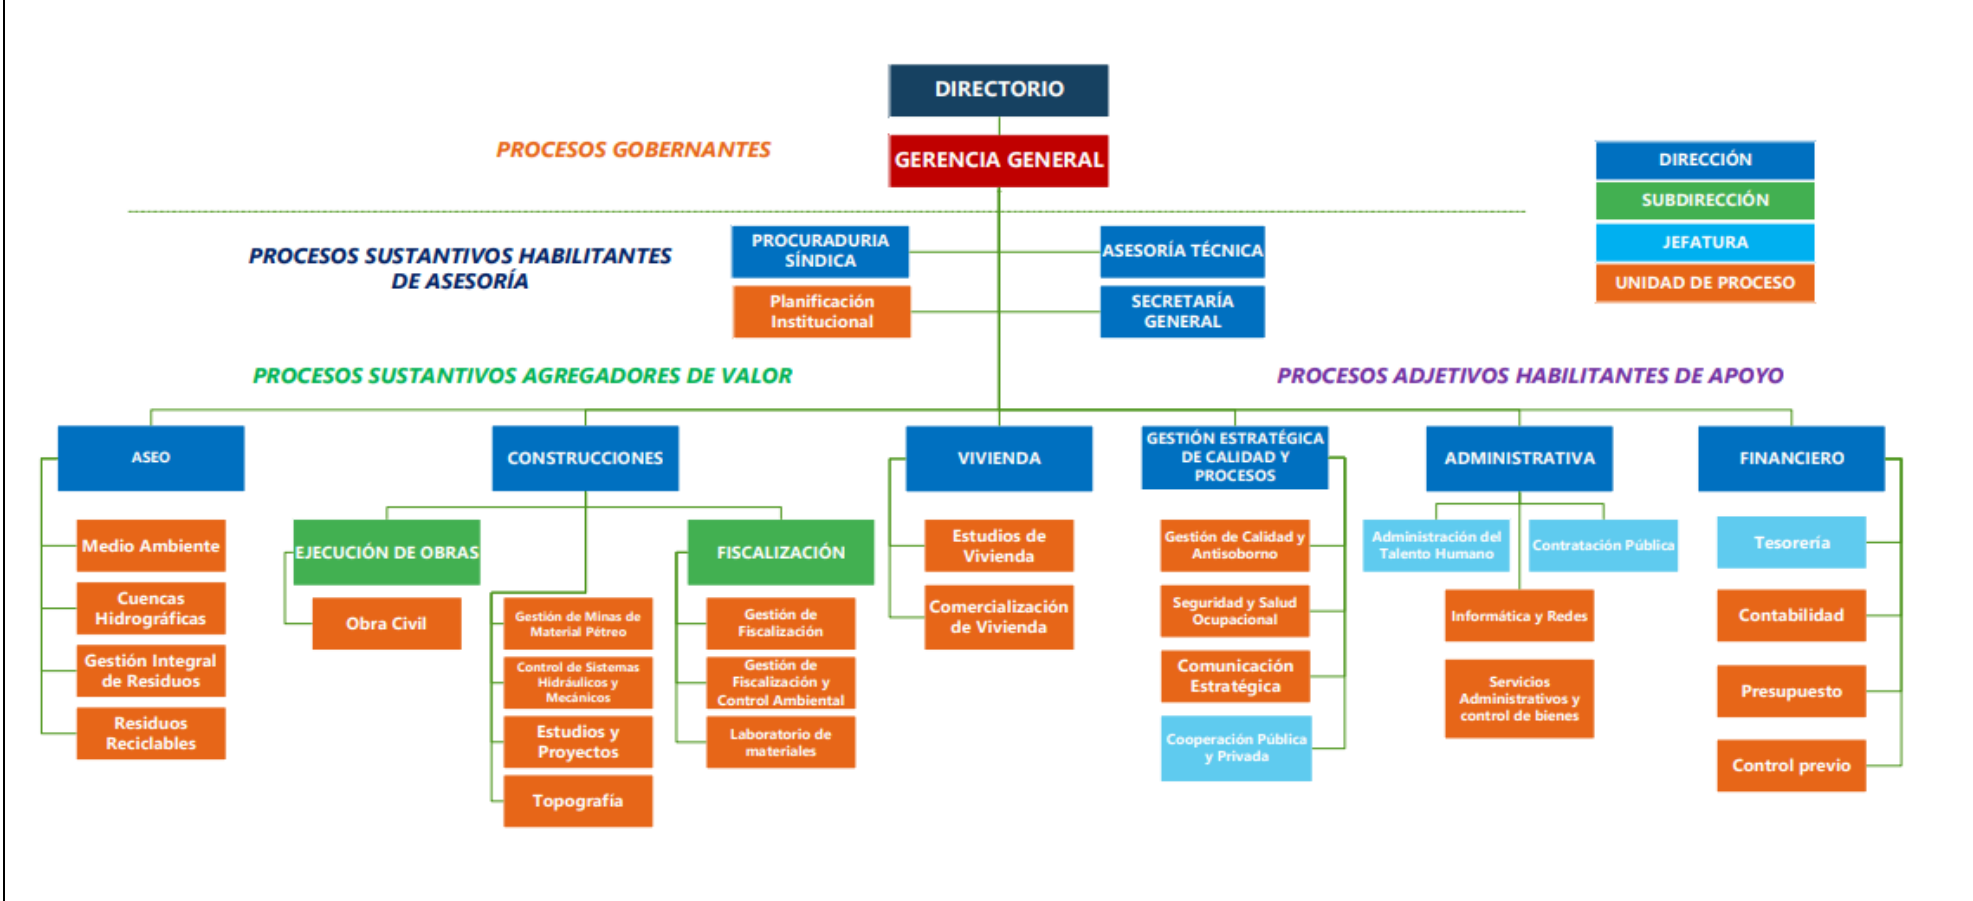 DIRECTORIO
PROCESOS GOBERNANTES
GERENCIA GENERAL
DIRECCIÓN
SUBDIRECCIÓN
JEFATURA
UNIDAD DE PROCESO
PROCESOS SUSTANTIVOS HABILITANTES
DE ASESORÍA
PROCURADURIA
SÍNDICA
ASESORÍA TÉCNICA
Planificación
Institucional
SECRETARÍA
GENERAL
PROCESOS SUSTANTIVOS AGREGADORES DE VALOR
PROCESOS ADJETIVOS HABILITANTES DE APOYO
ASEO
Medio Ambiente
Cuencas
Hidrográficas
Gestión Integral
de Residuos
Residuos
Reciclables
CONSTRUCCIONES
EJECUCIÓN DE OBRAS
Obra Civil
Gestión de Minas de
Material Pétreo
Control de Sistemas
Hidráulicos y
Mecánicos
Estudios y
Proyectos
Topografía
FISCALIZACIÓN
Gestión de
Fiscalización
Gestión de
Fiscalización y
Control Ambiental
Laboratorio de
materiales
VIVIENDA
Estudios de
Vivienda
Comercialización
de Vivienda
GESTIÓN ESTRATÉGICA
DE CALIDAD Y
PROCESOS
Gestión de Calidad y
Antisoborno
Seguridad y Salud
Ocupacional
Comunicación
Estratégica
Cooperación Pública
y Privada
ADMINISTRATIVA
Administración del
Talento Humano
Contratación Pública
Informática y Redes
Servicios
Administrativos y
control de bienes
FINANCIERO
Tesorería
Contabilidad
Presupuesto
Control previo